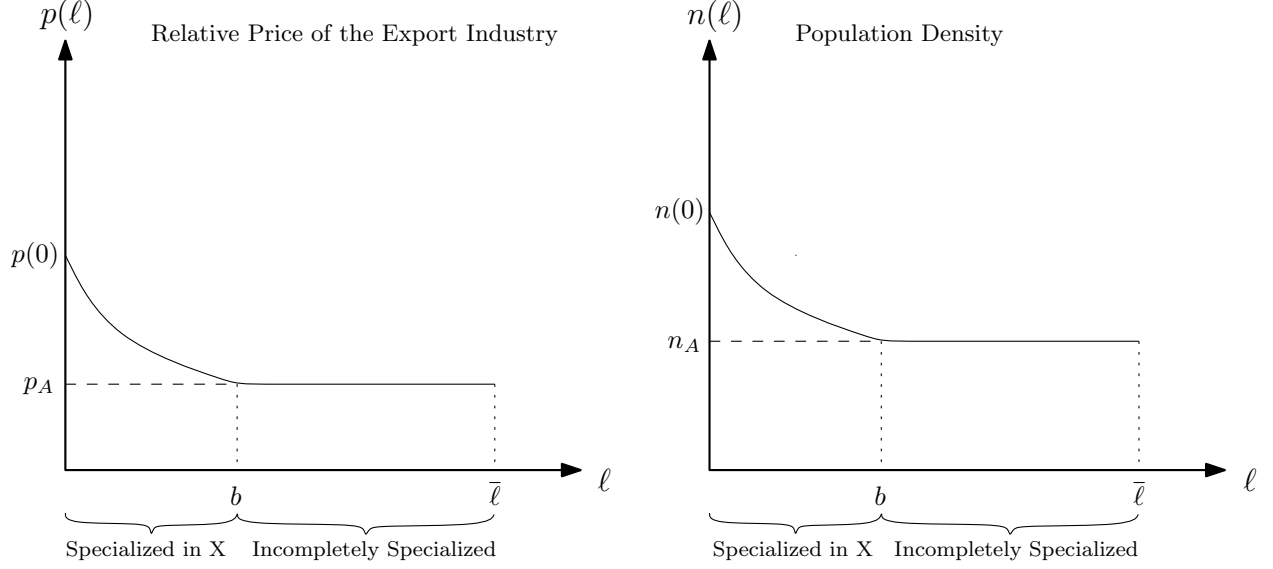 p(ℓ)
Relative Price of the Export Industry
p(0)
p_A
b
ℓ̅
ℓ
Specialized in X
Incompletely Specialized
n(ℓ)
Population Density
n(0)
n_A
b
ℓ̅
ℓ
Specialized in X
Incompletely Specialized